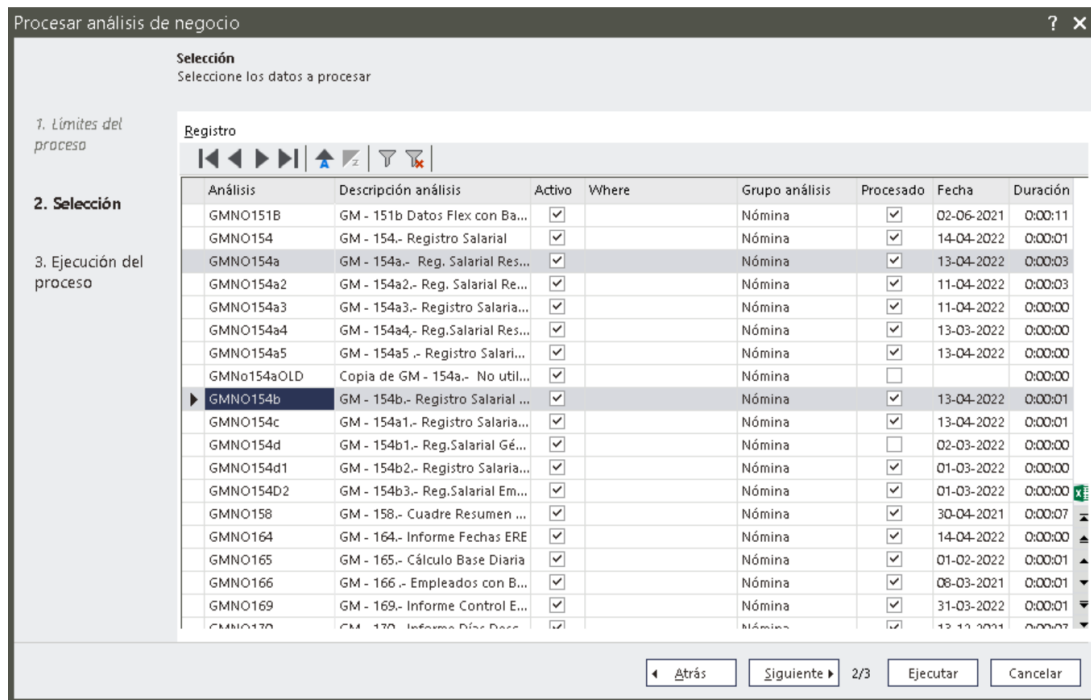 Procesar análisis de negocio ? ×
Selección
Seleccione los datos a procesar
1. Límites del proceso
2. Selección
3. Ejecución del proceso
Registro
Análisis Descripción análisis Activo Where Grupo análisis Procesado Fecha Duración
GMNO151B GM - 151b Datos Flex con Ba... Nómina 02-06-2021 0:00:11
GMNO154 GM - 154.- Registro Salarial Nómina 14-04-2022 0:00:01
GMNO154a GM - 154a.- Reg. Salarial Res... Nómina 13-04-2022 0:00:03
GMNO154a2 GM - 154a2.- Reg. Salarial Re... Nómina 11-04-2022 0:00:03
GMNO154a3 GM - 154a3.- Registro Salaria... Nómina 11-04-2022 0:00:00
GMNO154a4 GM - 154a4,- Reg.Salarial Res... Nómina 13-03-2022 0:00:00
GMNO154a5 GM - 154a5 .- Registro Salari... Nómina 13-04-2022 0:00:00
GMNo154aOLD Copia de GM - 154a.- No util... Nómina 0:00:00
GMNO154b GM - 154b.- Registro Salarial ... Nómina 13-04-2022 0:00:01
GMNO154c GM - 154a1.- Registro Salaria... Nómina 13-04-2022 0:00:01
GMNO154d GM - 154b1.- Reg.Salarial Gé... Nómina 02-03-2022 0:00:00
GMNO154d1 GM - 154b2.- Registro Salaria... Nómina 01-03-2022 0:00:00
GMNO154D2 GM - 154b3.- Reg.Salarial Em... Nómina 01-03-2022 0:00:00
GMNO158 GM - 158.- Cuadre Resumen ... Nómina 30-04-2021 0:00:07
GMNO164 GM - 164.- Informe Fechas ERE Nómina 14-04-2022 0:00:00
GMNO165 GM - 165.- Cálculo Base Diaria Nómina 01-02-2022 0:00:01
GMNO166 GM - 166 .- Empleados con B... Nómina 08-03-2021 0:00:01
GMNO169 GM - 169.- Informe Control E... Nómina 31-03-2022 0:00:01
GMNO170 GM - 170.- Informe Días Desc... Nómina 13-12-2021 0:00:07
Atrás Siguiente 2/3 Ejecutar Cancelar